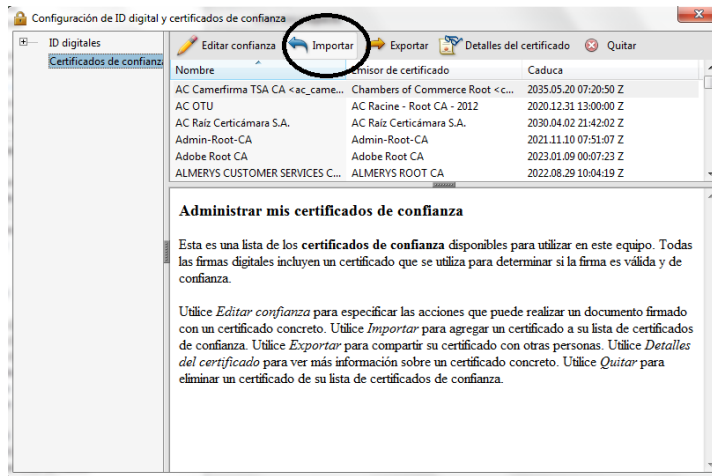 Configuración de ID digital y certificados de confianza
ID digitales
Certificados de confianza
Editar confianza Importar Exportar Detalles del certificado Quitar
Nombre Emisor de certificado Caduca
AC Camerfirma TSA CA <ac_came... Chambers of Commerce Root <c... 2035.05.20 07:20:50 Z
AC OTU AC Racine - Root CA - 2012 2020.12.31 13:00:00 Z
AC Raíz Certicámara S.A. AC Raíz Certicámara S.A. 2030.04.02 21:42:02 Z
Admin-Root-CA Admin-Root-CA 2021.11.10 07:51:07 Z
Adobe Root CA Adobe Root CA 2023.01.09 00:07:23 Z
ALMERYS CUSTOMER SERVICES C... ALMERYS ROOT CA 2022.08.29 10:04:19 Z
Administrar mis certificados de confianza
Esta es una lista de los certificados de confianza disponibles para utilizar en este equipo. Todas
las firmas digitales incluyen un certificado que se utiliza para determinar si la firma es válida y de
confianza.
Utilice Editar confianza para especificar las acciones que puede realizar un documento firmado
con un certificado concreto. Utilice Importar para agregar un certificado a su lista de certificados
de confianza. Utilice Exportar para compartir su certificado con otras personas. Utilice Detalles
del certificado para ver más información sobre un certificado concreto. Utilice Quitar para
eliminar un certificado de su lista de certificados de confianza.